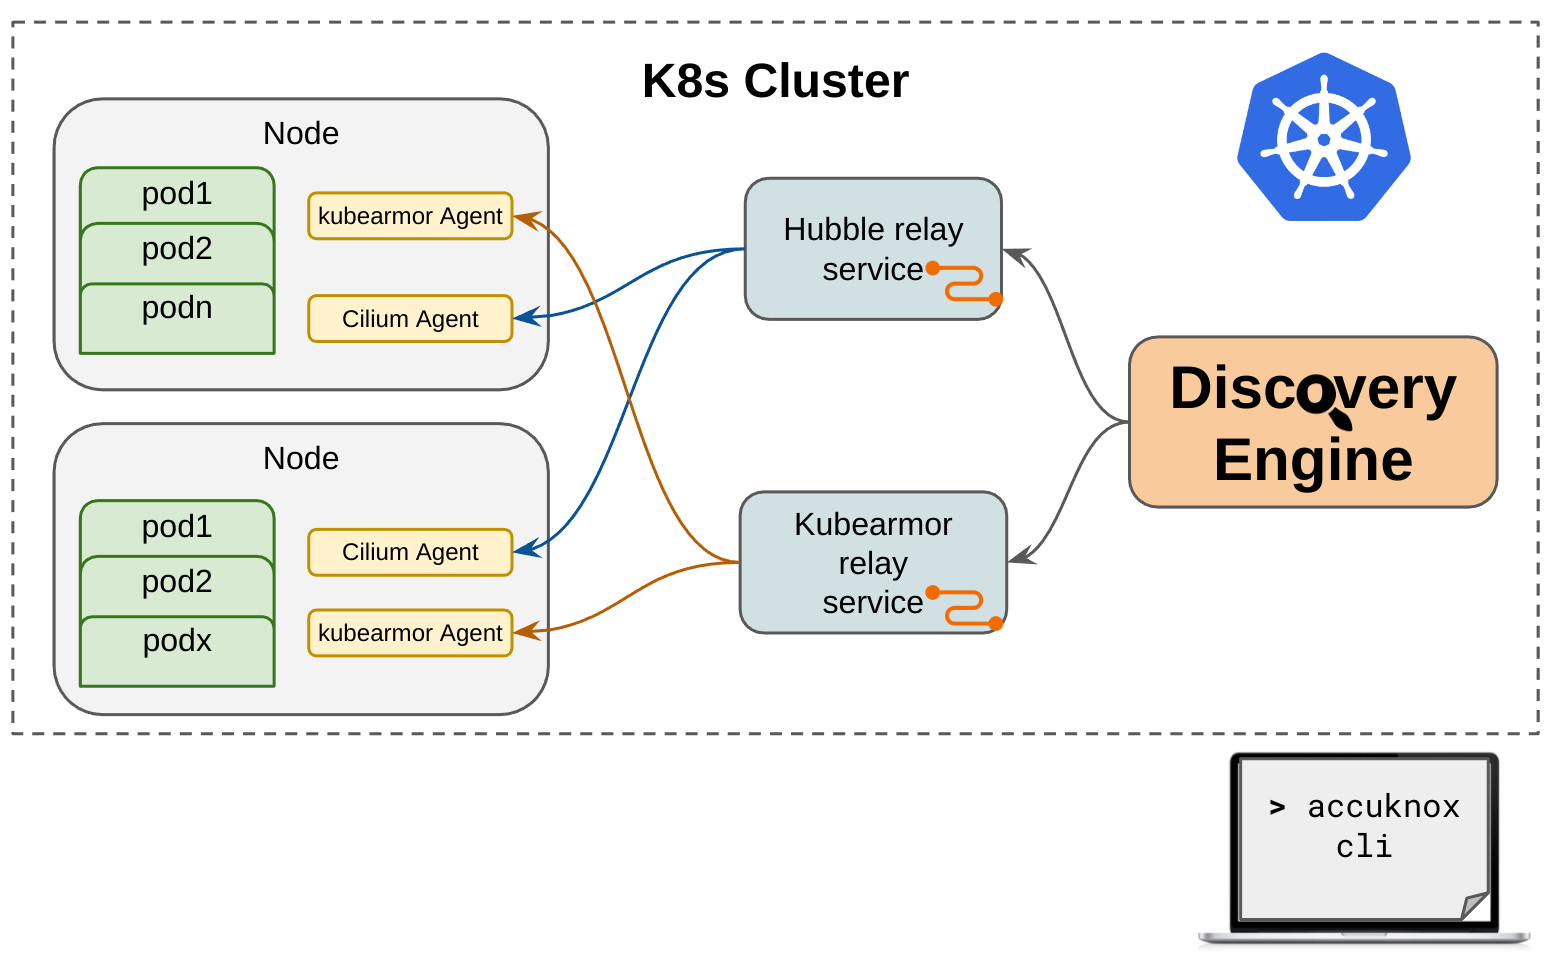 K8s Cluster
Node
pod1
pod2
podn
kubearmor Agent
Cilium Agent
Node
pod1
pod2
podx
Cilium Agent
kubearmor Agent
Hubble relay
service
Kubearmor
relay
service
Discovery
Engine
> accuknox
cli